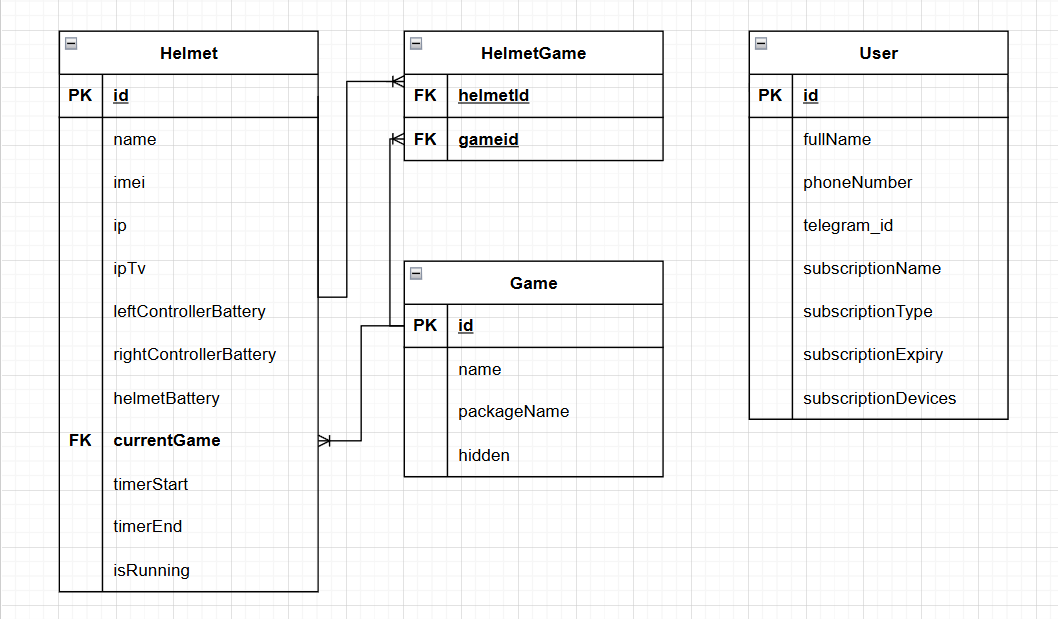 Helmet
PK id
name
imei
ip
ipTv
leftControllerBattery
rightControllerBattery
helmetBattery
FK currentGame
timerStart
timerEnd
isRunning
HelmetGame
FK helmetId
FK gameid
Game
PK id
name
packageName
hidden
User
PK id
fullName
phoneNumber
telegram_id
subscriptionName
subscriptionType
subscriptionExpiry
subscriptionDevices